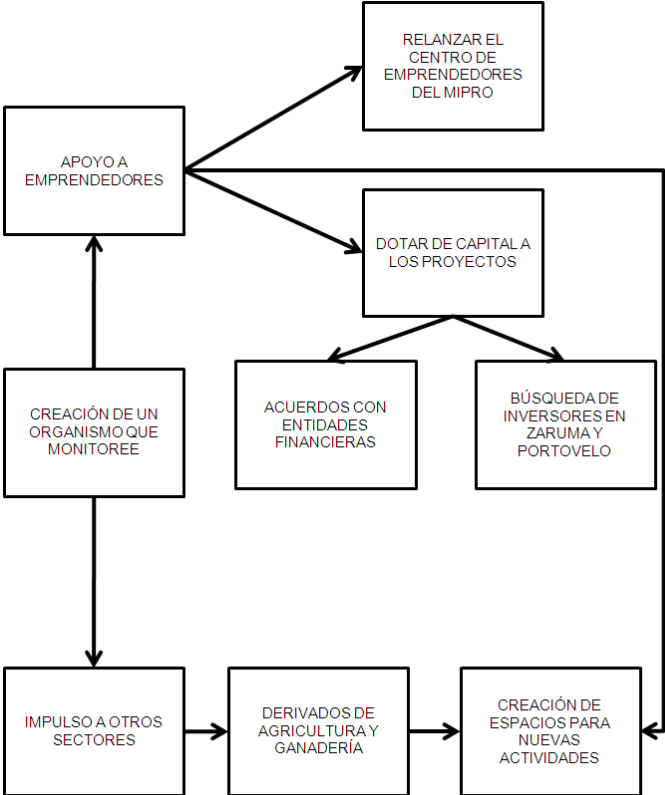 RELANZAR EL
CENTRO DE
EMPRENDEDORES
DEL MIPRO
APOYO A
EMPRENDEDORES
DOTAR DE CAPITAL A
LOS PROYECTOS
CREACIÓN DE UN
ORGANISMO QUE
MONITOREE
ACUERDOS CON
ENTIDADES
FINANCIERAS
BÚSQUEDA DE
INVERSORES EN
ZARUMA Y
PORTOVELO
IMPULSO A OTROS
SECTORES
DERIVADOS DE
AGRICULTURA Y
GANADERÍA
CREACIÓN DE
ESPACIOS PARA
NUEVAS
ACTIVIDADES